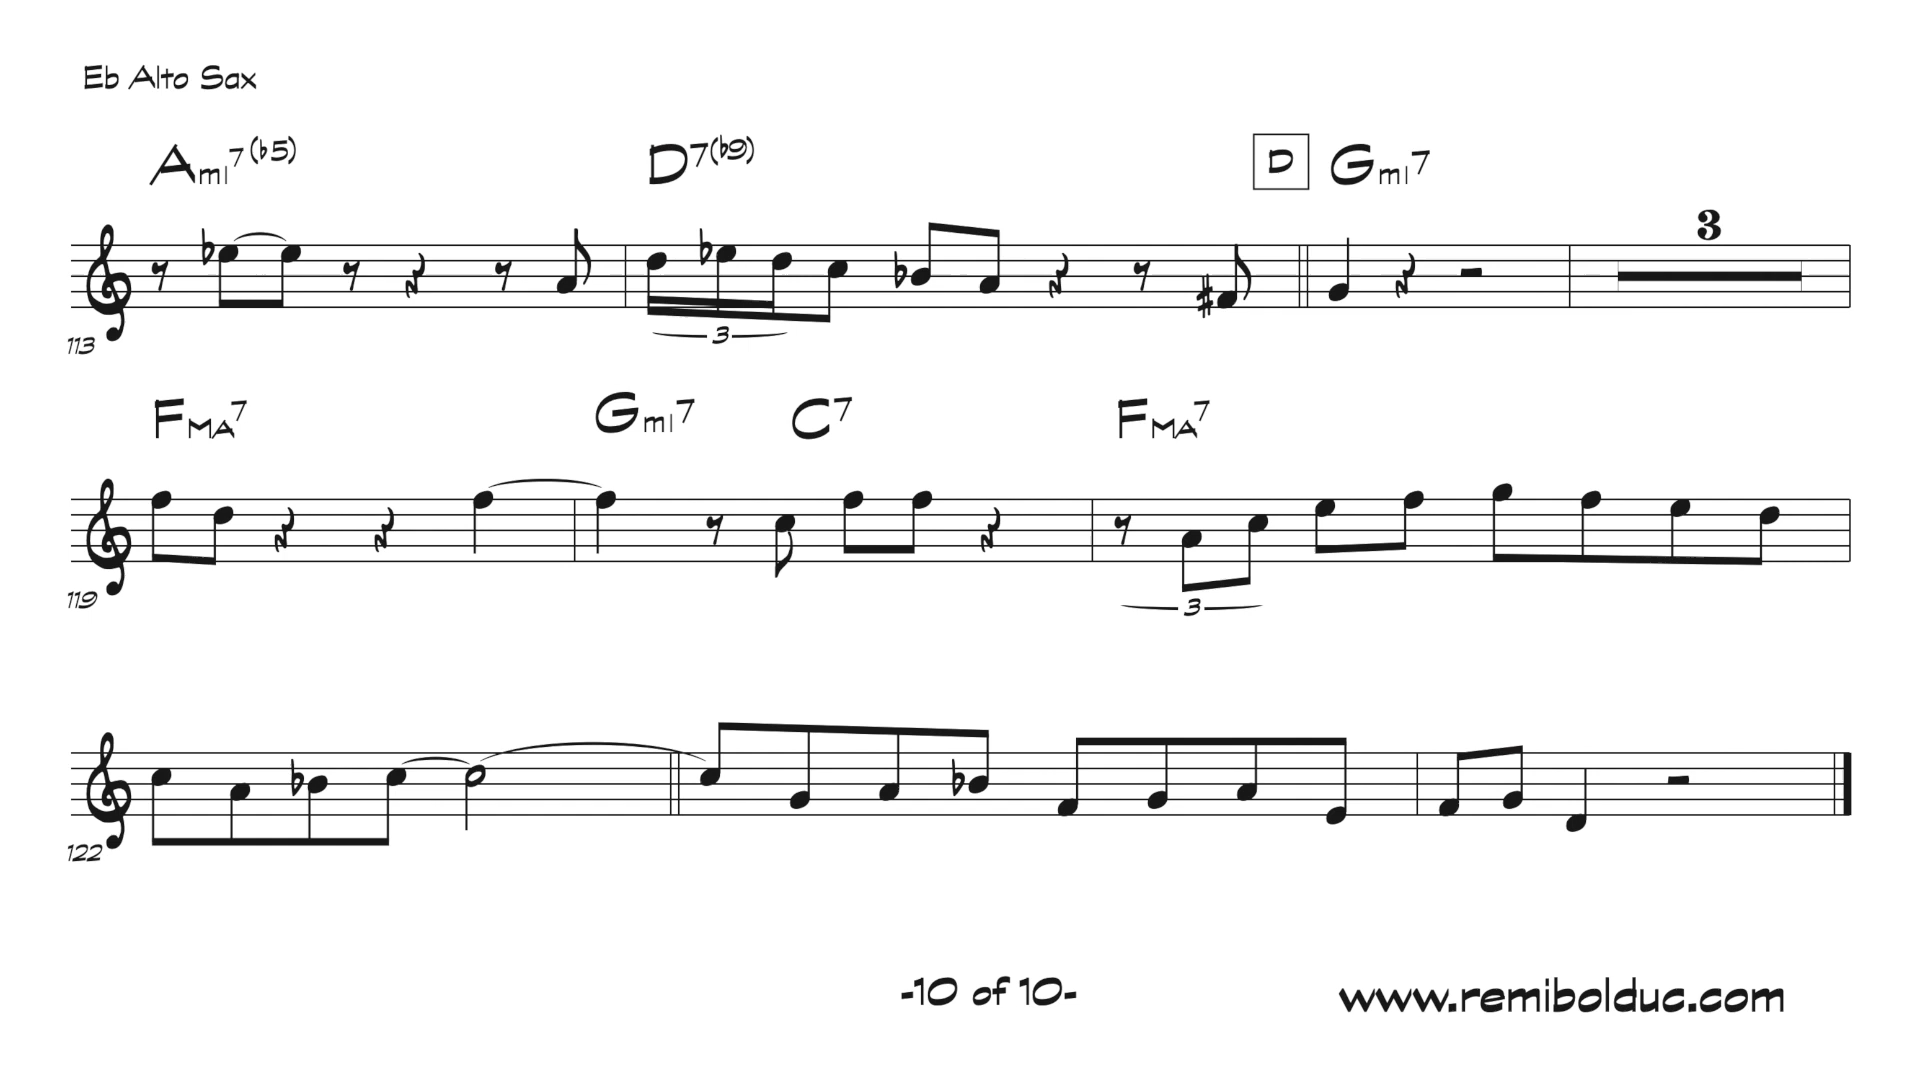 Eb Alto Sax
Ami7(b5) D7(b9) D Gmi7
3
3
113
FMA7 Gmi7 C7 FMA7
3
119
122
-10 of 10- www.remibolduc.com